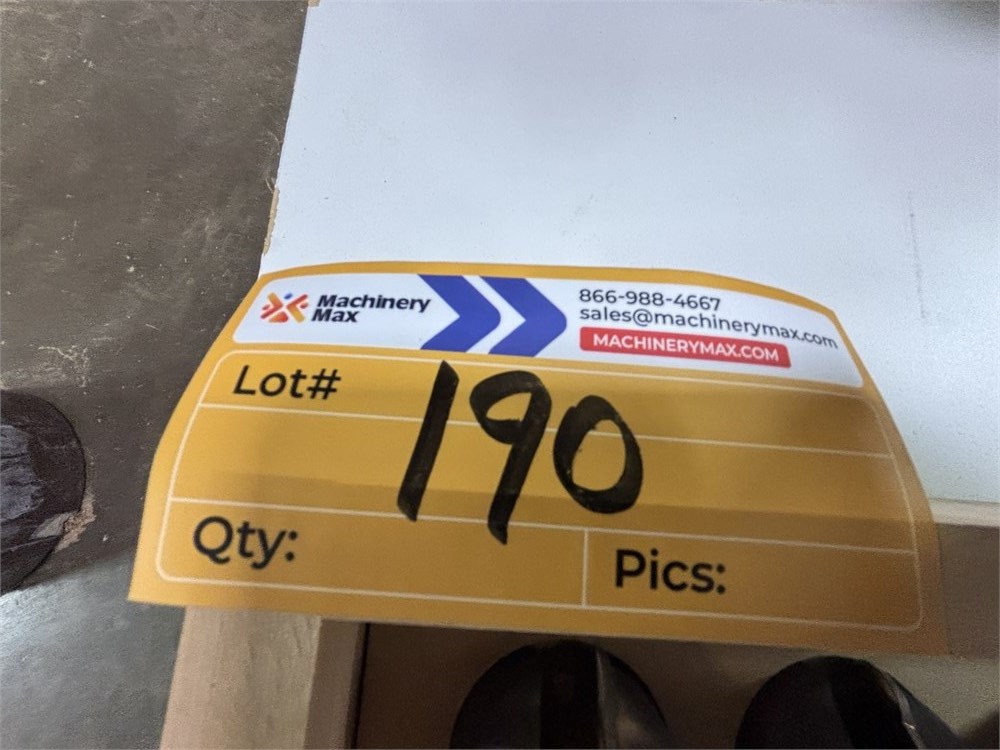 Machinery
Max
866-988-4667
sales@machinerymax.com
MACHINERYMAX.COM
Lot#
190
Qty:
Pics: